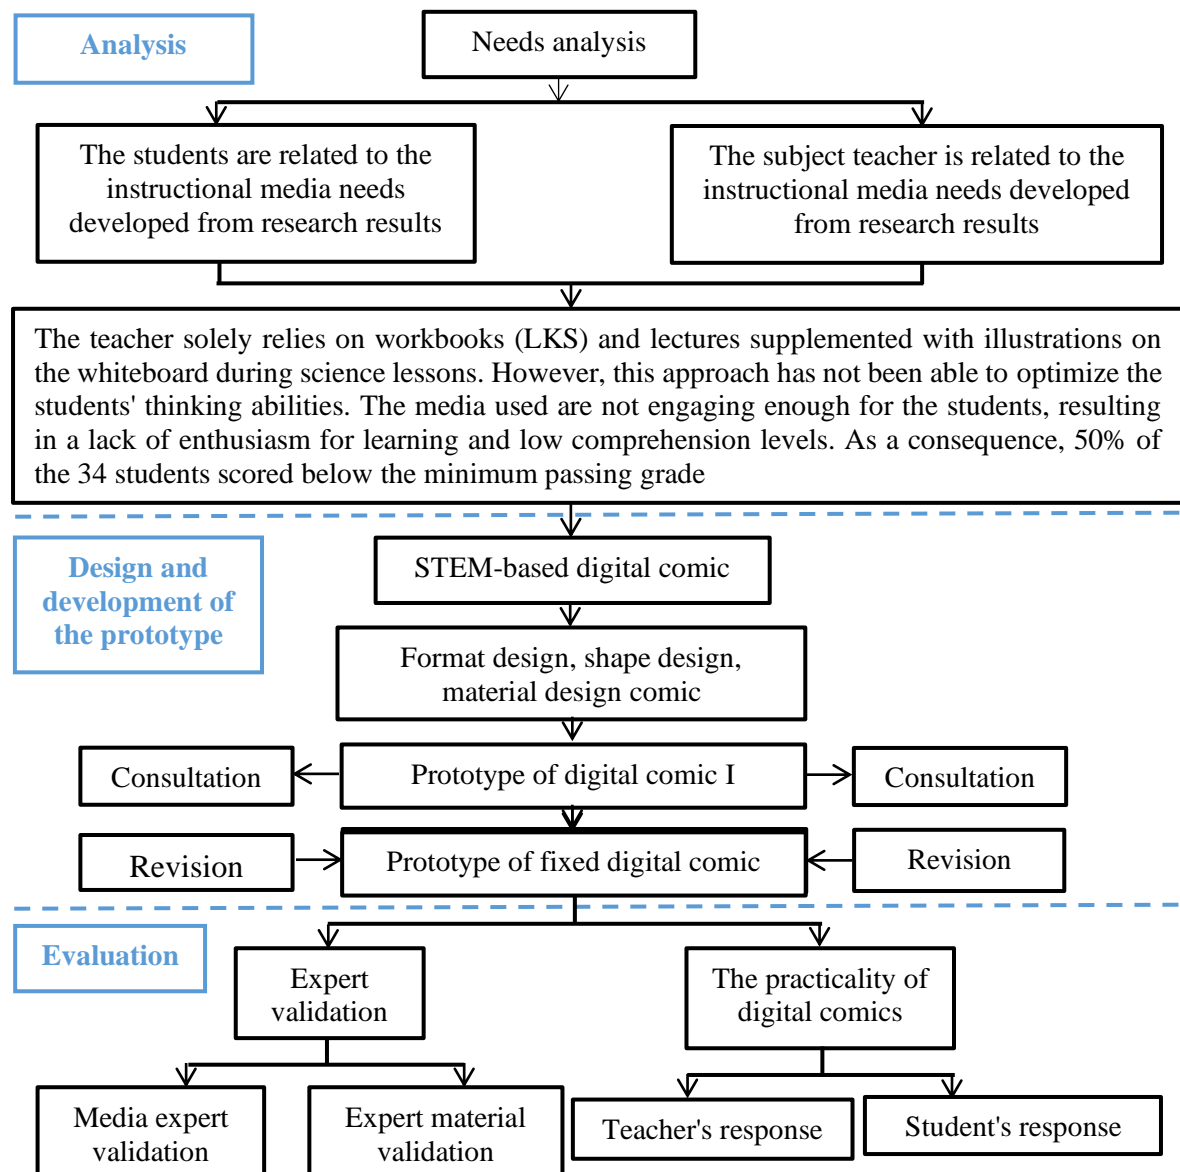 Analysis
Needs analysis
The students are related to the
instructional media needs
developed from research results
The subject teacher is related to the
instructional media needs developed
from research results
The teacher solely relies on workbooks (LKS) and lectures supplemented with illustrations on
the whiteboard during science lessons. However, this approach has not been able to optimize the
students' thinking abilities. The media used are not engaging enough for the students, resulting
in a lack of enthusiasm for learning and low comprehension levels. As a consequence, 50% of
the 34 students scored below the minimum passing grade
Design and
development of
the prototype
STEM-based digital comic
Format design, shape design,
material design comic
Consultation
Prototype of digital comic I
Consultation
Revision
Prototype of fixed digital comic
Revision
Evaluation
Expert
validation
The practicality of
digital comics
Media expert
validation
Expert material
validation
Teacher's response
Student's response